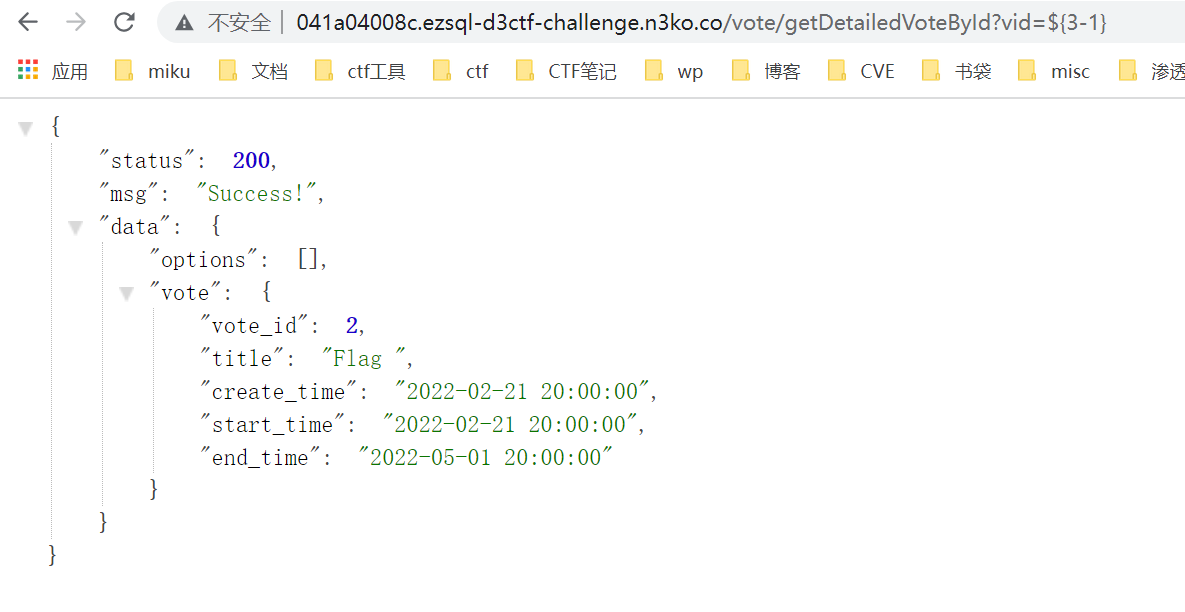 不安全 | 041a04008c.ezsql-d3ctf-challenge.n3ko.co/vote/getDetailedVoteById?vid=${3-1}
应用 miku 文档 ctf工具 ctf CTF笔记 wp 博客 CVE 书袋 misc 渗透
{
"status": 200,
"msg": "Success!",
"data": {
"options": [],
"vote": {
"vote_id": 2,
"title": "Flag ",
"create_time": "2022-02-21 20:00:00",
"start_time": "2022-02-21 20:00:00",
"end_time": "2022-05-01 20:00:00"
}
}
}